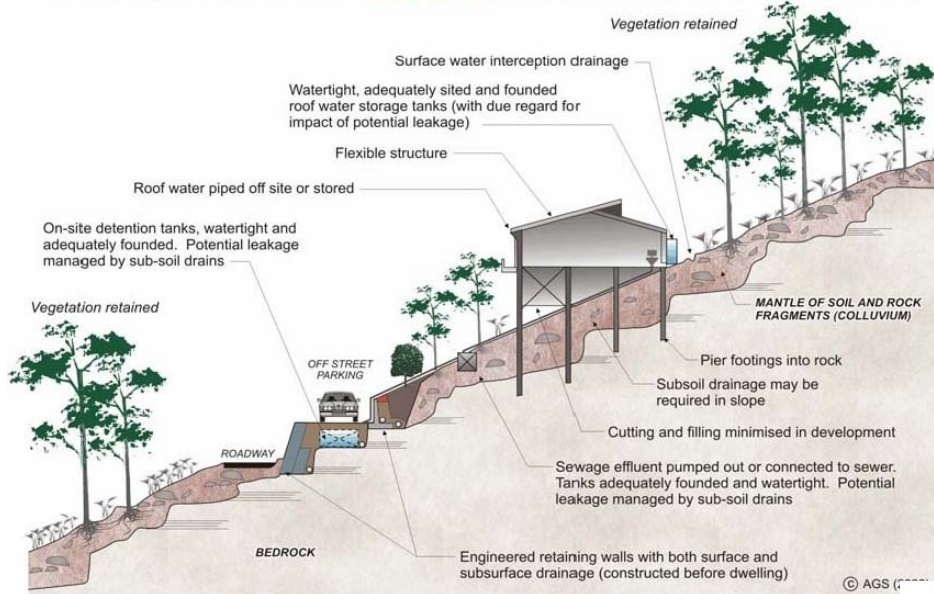 Vegetation retained
Surface water interception drainage
Watertight, adequately sited and founded
roof water storage tanks (with due regard for
impact of potential leakage)
Flexible structure
Roof water piped off site or stored
On-site detention tanks, watertight and
adequately founded. Potential leakage
managed by sub-soil drains
Vegetation retained
MANTLE OF SOIL AND ROCK
FRAGMENTS (COLLUVIUM)
OFF STREET
PARKING
Pier footings into rock
Subsoil drainage may be
required in slope
Cutting and filling minimised in development
ROADWAY
Sewage effluent pumped out or connected to sewer.
Tanks adequately founded and watertight. Potential
leakage managed by sub-soil drains
BEDROCK
Engineered retaining walls with both surface and
subsurface drainage (constructed before dwelling)
© AGS